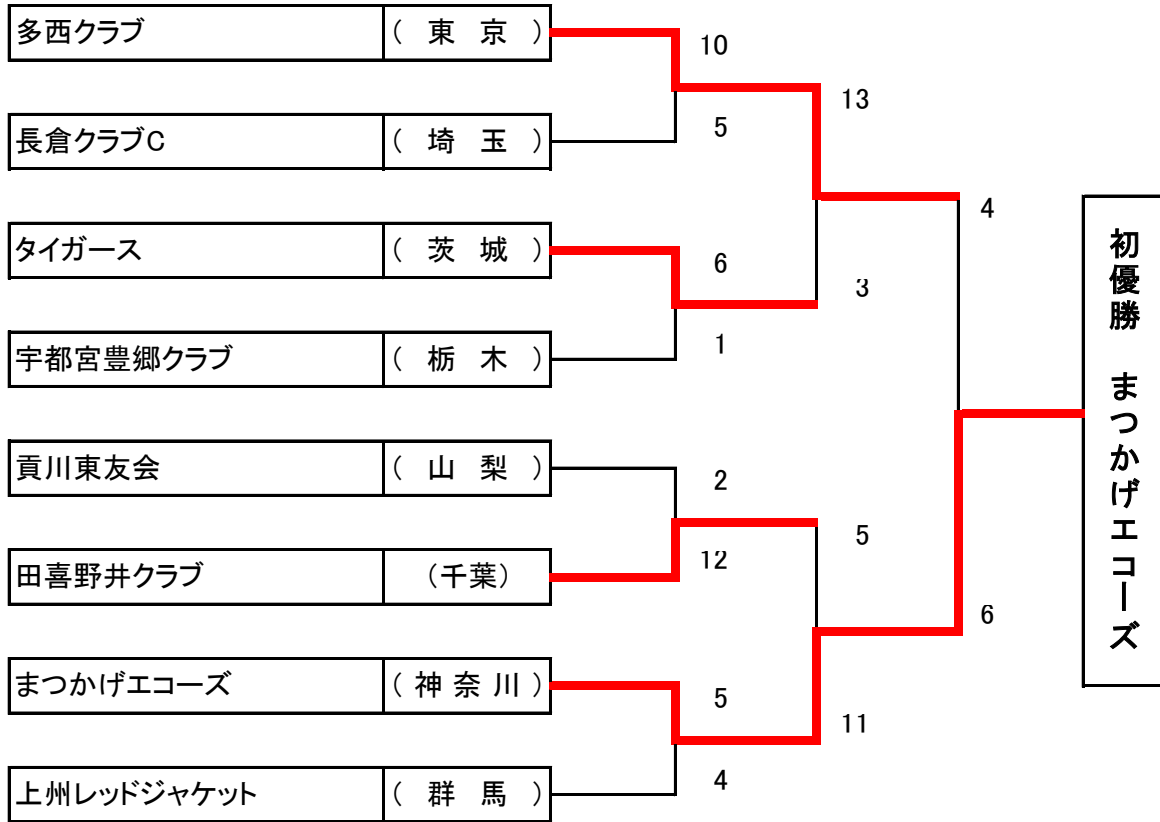 多西クラブ ( 東 京 )
10
13
長倉クラブC ( 埼 玉 )
5
4
タイガース ( 茨 城 )
6
3
宇都宮豊郷クラブ ( 栃 木 )
1
貢川東友会 ( 山 梨 )
2
5
田喜野井クラブ (千葉)
12
6
まつかげエコーズ ( 神 奈 川 )
5
11
上州レッドジャケット ( 群 馬 )
4
初優勝 まつかげエコーズ